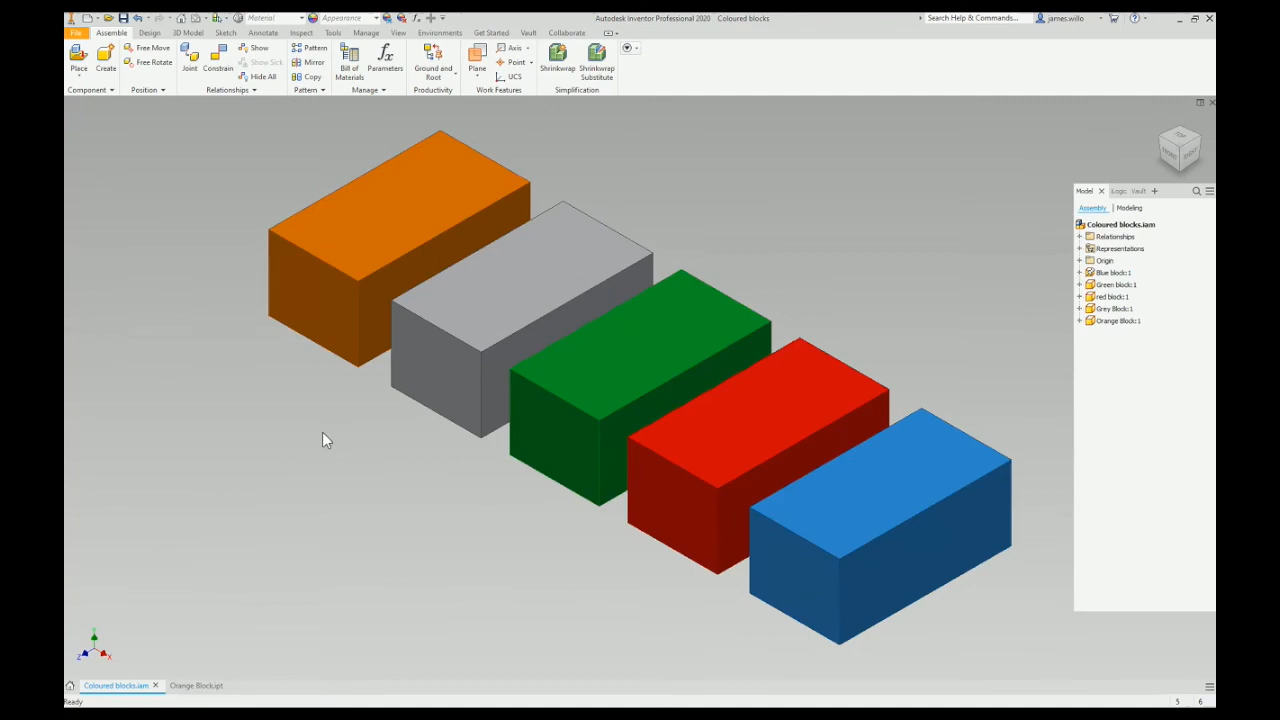 Material Appearance Autodesk Inventor Professional 2020 Coloured blocks Search Help & Commands... james.willo
File Assemble Design 3D Model Sketch Annotate Inspect Tools Manage View Environments Get Started Vault Collaborate
Place Create Free Move Free Rotate Joint Constrain Show Show Sick Hide All Pattern Mirror Copy Bill of Materials fx Parameters Ground and Root Plane Axis Point UCS Shrinkwrap Shrinkwrap Substitute
Component Position Relationships Pattern Manage Productivity Work Features Simplification
TOP
Model Logic Vault
Assembly | Modeling
Coloured blocks.iam
Relationships
Representations
Origin
Blue block:1
Green block:1
red block:1
Grey Block:1
Orange Block:1
Y
Z X
Coloured blocks.iam Orange Block.ipt
Ready 5 6